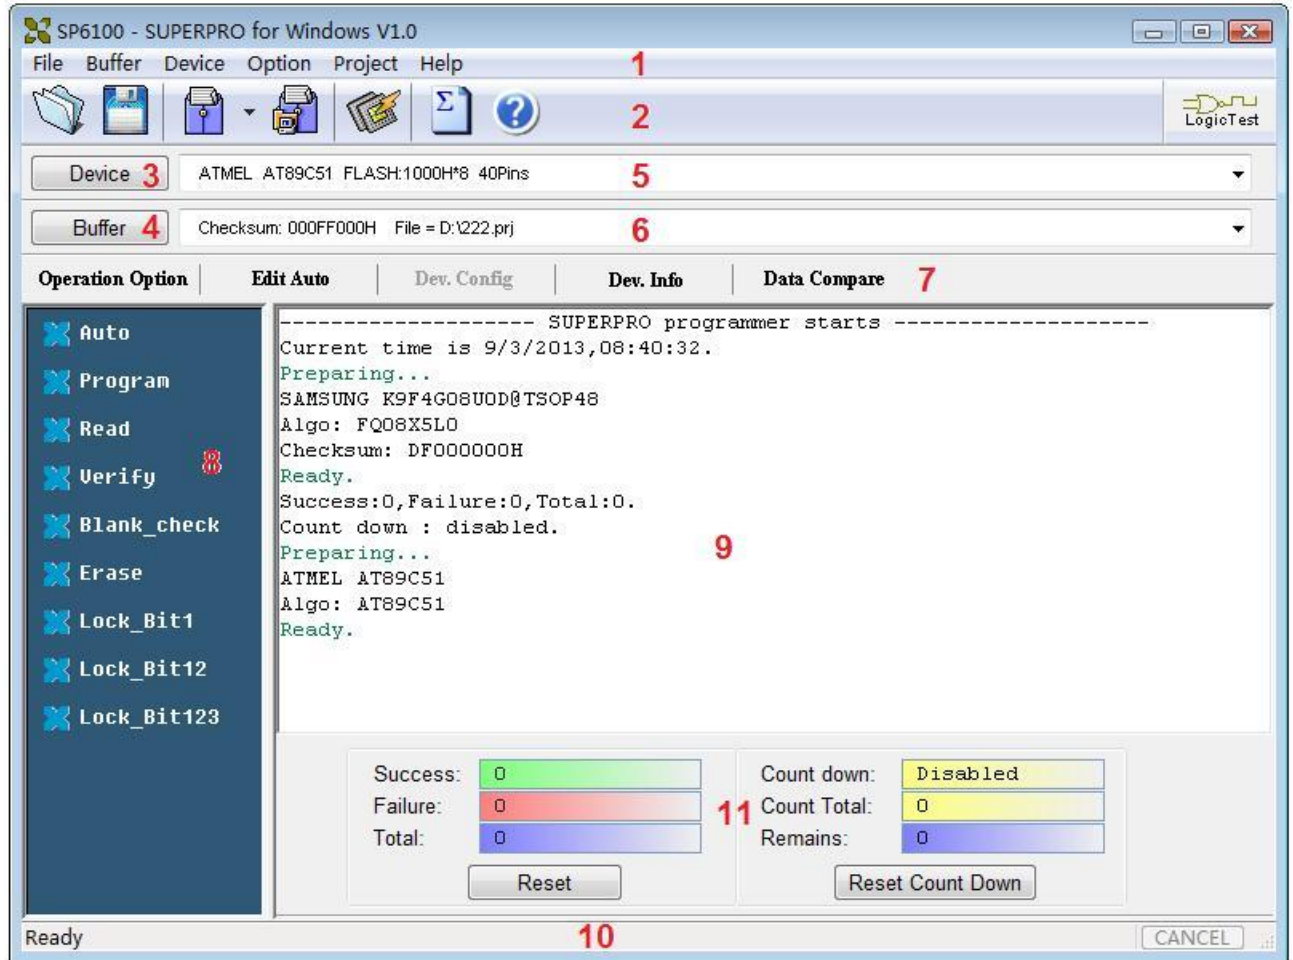 SP6100 - SUPERPRO for Windows V1.0
File Buffer Device Option Project Help 1
Σ ? 2 LogicTest
Device 3 ATMEL AT89C51 FLASH:1000H*8 40Pins 5
Buffer 4 Checksum: 000FF000H File = D:\222.prj 6
Operation Option Edit Auto Dev. Config Dev. Info Data Compare 7
Auto
Program
Read
8
Verify
Blank_check
Erase
Lock_Bit1
Lock_Bit12
Lock_Bit123
-------------------- SUPERPRO programmer starts --------------------
Current time is 9/3/2013,08:40:32.
Preparing...
SAMSUNG K9F4G08U0D@TSOP48
Algo: FQ08X5L0
Checksum: DF000000H
Ready.
Success:0,Failure:0,Total:0.
Count down : disabled.
9
Preparing...
ATMEL AT89C51
Algo: AT89C51
Ready.
Success: 0
Failure: 0
Total: 0
Reset
11
Count down: Disabled
Count Total: 0
Remains: 0
Reset Count Down
Ready 10 CANCEL